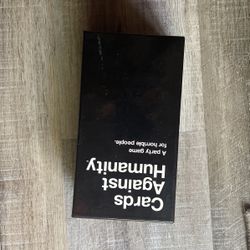 Cards
Against
Humanity
A party game
for horrible people.